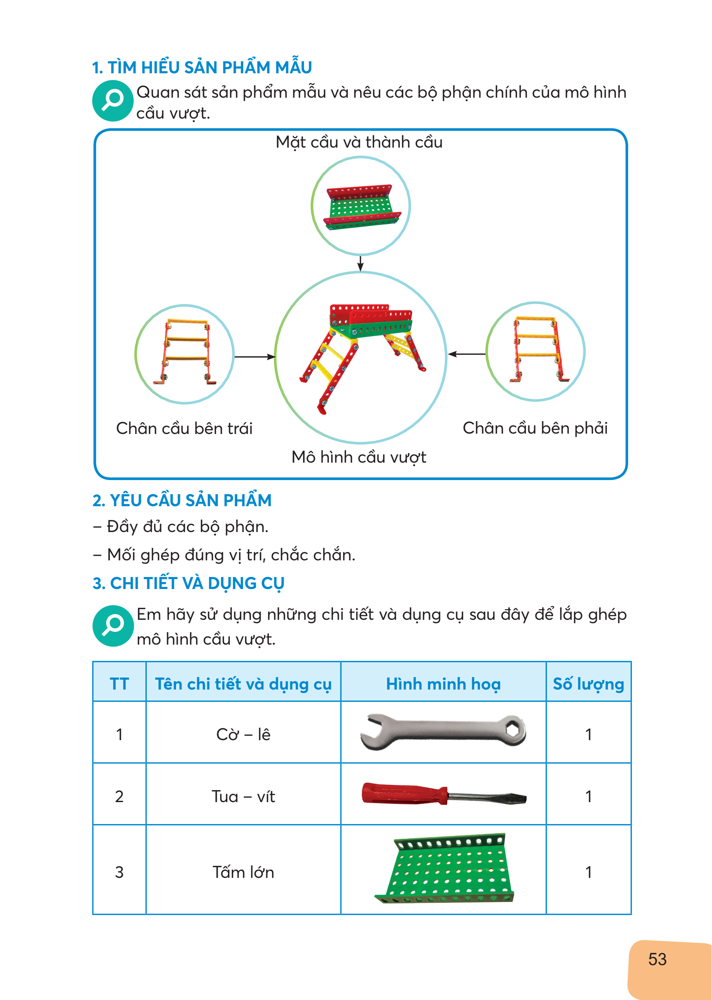 1. TÌM HIỂU SẢN PHẨM MẪU
Quan sát sản phẩm mẫu và nêu các bộ phận chính của mô hình
cầu vượt.
Mặt cầu và thành cầu
Chân cầu bên trái
Chân cầu bên phải
Mô hình cầu vượt
2. YÊU CẦU SẢN PHẨM
– Đầy đủ các bộ phận.
– Mối ghép đúng vị trí, chắc chắn.
3. CHI TIẾT VÀ DỤNG CỤ
Em hãy sử dụng những chi tiết và dụng cụ sau đây để lắp ghép
mô hình cầu vượt.
TT Tên chi tiết và dụng cụ Hình minh hoạ Số lượng
1 Cờ – lê 1
2 Tua – vít 1
3 Tấm lớn 1
53